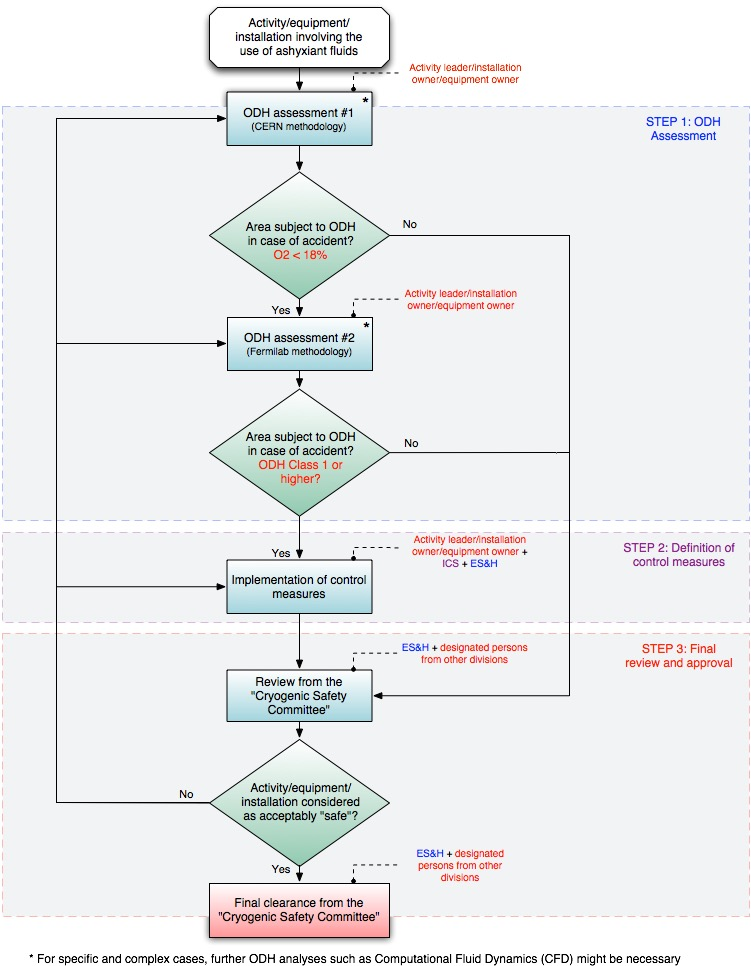 Activity/equipment/
installation involving the
use of ashyxiant fluids
Activity leader/installation
owner/equipment owner
*
ODH assessment #1
(CERN methodology)
STEP 1: ODH
Assessment
Area subject to ODH
in case of accident?
O2 < 18%
No
Yes
Activity leader/installation
owner/equipment owner
*
ODH assessment #2
(Fermilab methodology)
Area subject to ODH
in case of accident?
ODH Class 1 or
higher?
No
Yes
Activity leader/installation
owner/equipment owner +
ICS + ES&H
STEP 2: Definition of
control measures
Implementation of control
measures
STEP 3: Final
review and approval
ES&H + designated persons
from other divisions
Review from the
"Cryogenic Safety
Committee"
Activity/equipment/
installation considered
as acceptably "safe"?
No
Yes
ES&H + designated
persons from other
divisions
Final clearance from the
"Cryogenic Safety Committee"
* For specific and complex cases, further ODH analyses such as Computational Fluid Dynamics (CFD) might be necessary